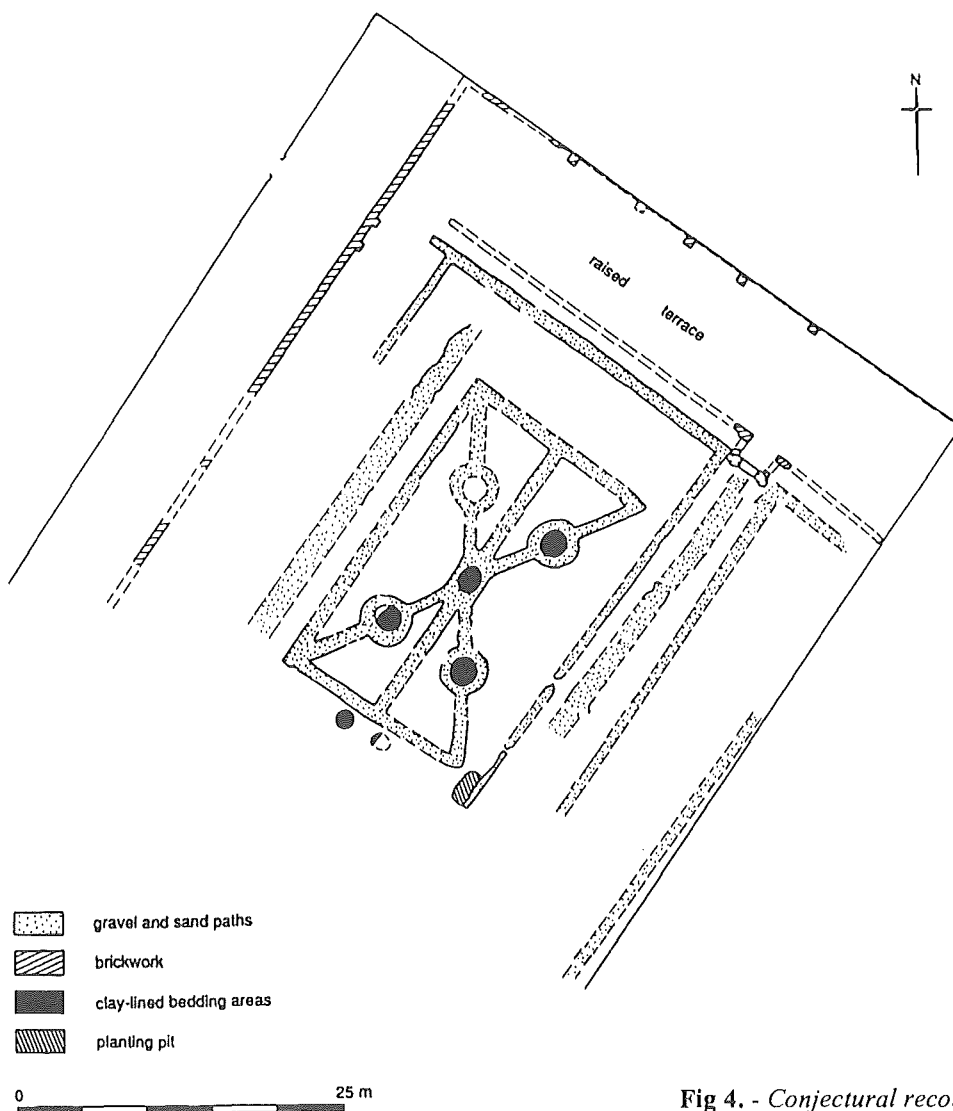 N
raised
terrace
gravel and sand paths
brickwork
clay-lined bedding areas
planting pit
0 25 m
Fig 4. - Conjectural reco